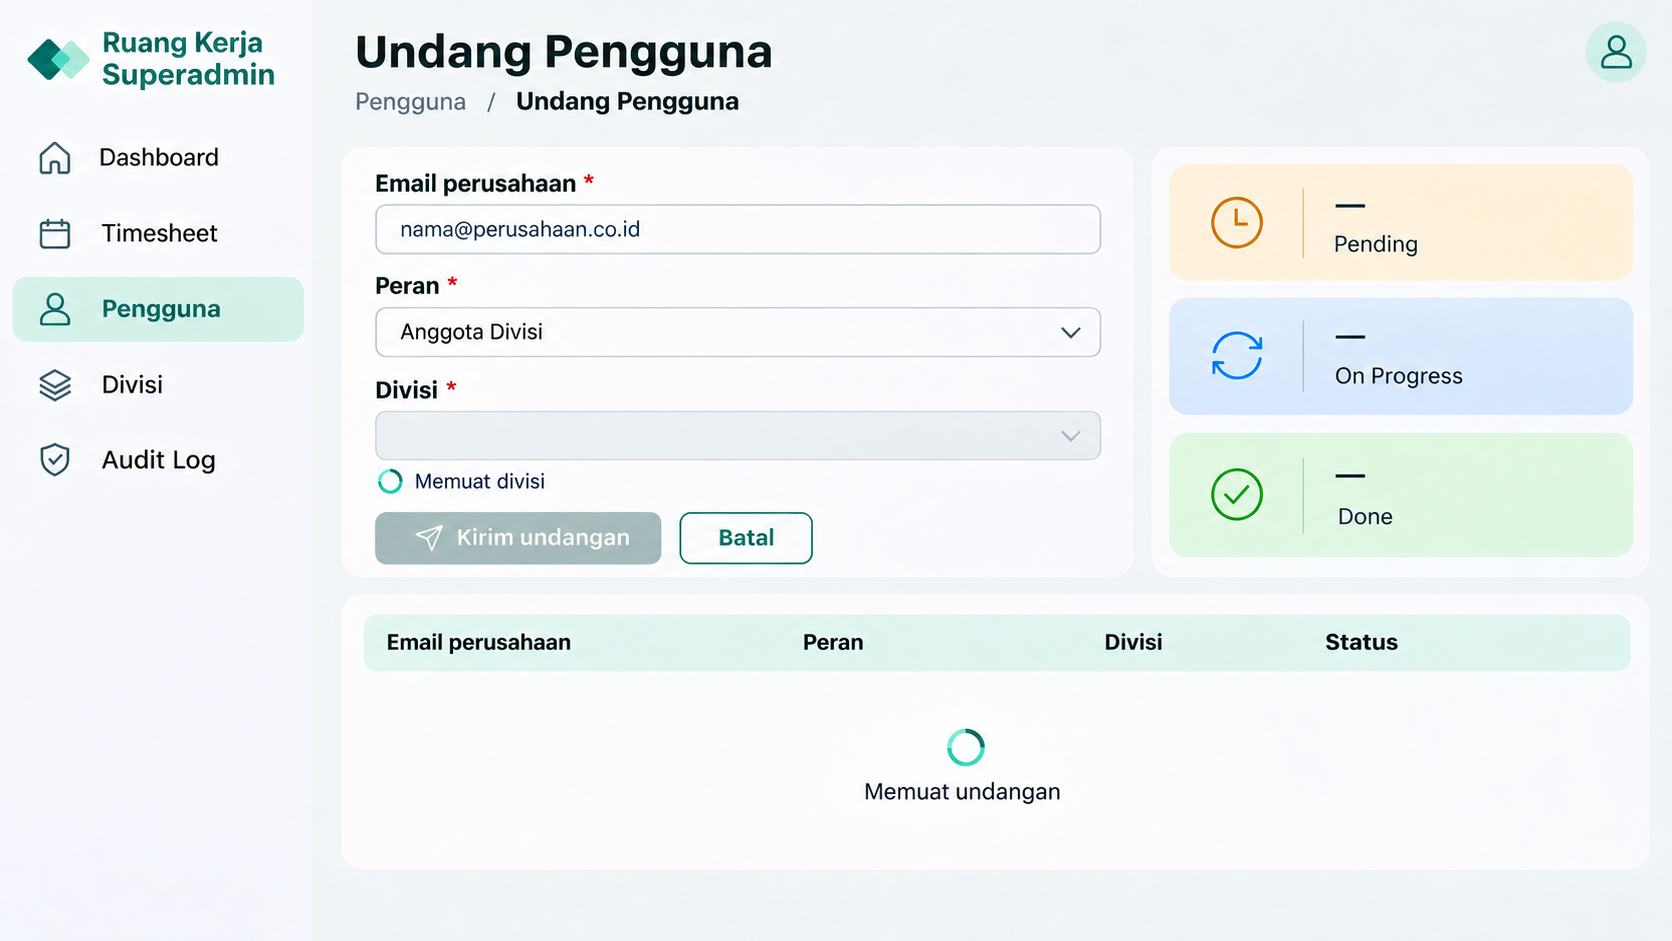 Ruang Kerja
Superadmin
Dashboard
Timesheet
Pengguna
Divisi
Audit Log
Undang Pengguna
Pengguna / Undang Pengguna
Email perusahaan *
nama@perusahaan.co.id
Peran *
Anggota Divisi
Divisi *
Memuat divisi
Kirim undangan
Batal
—
Pending
—
On Progress
—
Done
Email perusahaan Peran Divisi Status
Memuat undangan